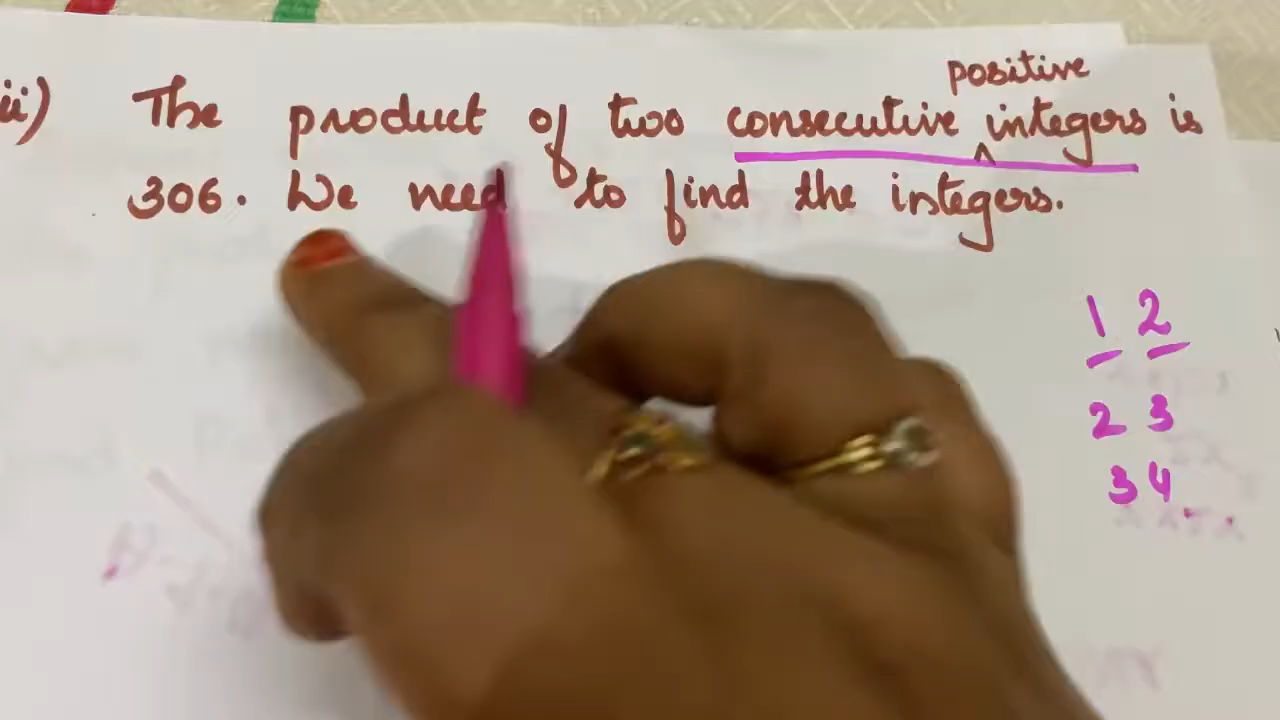 positive
ii) The product of two consecutive ^ integers is
306. We need to find the integers.
1 2
2 3
3 4